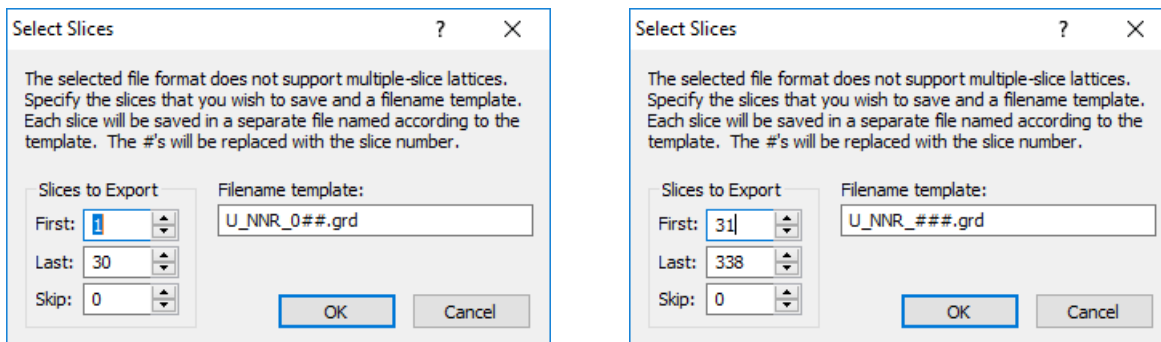 Select Slices
?
The selected file format does not support multiple-slice lattices.
Specify the slices that you wish to save and a filename template.
Each slice will be saved in a separate file named according to the
template. The #'s will be replaced with the slice number.
Slices to Export
Filename template:
First: 1
U_NNR_0##.grd
Last: 30
Skip: 0
OK
Cancel
Select Slices
?
The selected file format does not support multiple-slice lattices.
Specify the slices that you wish to save and a filename template.
Each slice will be saved in a separate file named according to the
template. The #'s will be replaced with the slice number.
Slices to Export
Filename template:
First: 31
U_NNR_###.grd
Last: 338
Skip: 0
OK
Cancel